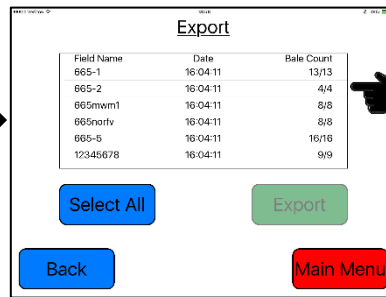 Export
Field Name Date Bale Count
665-1 16:04:11 13/13
665-2 16:04:11 4/4
665mwm1 16:04:11 8/8
665norfv 16:04:11 8/8
665-5 16:04:11 16/16
12345678 16:04:11 9/9
Select All Export
Back Main Menu